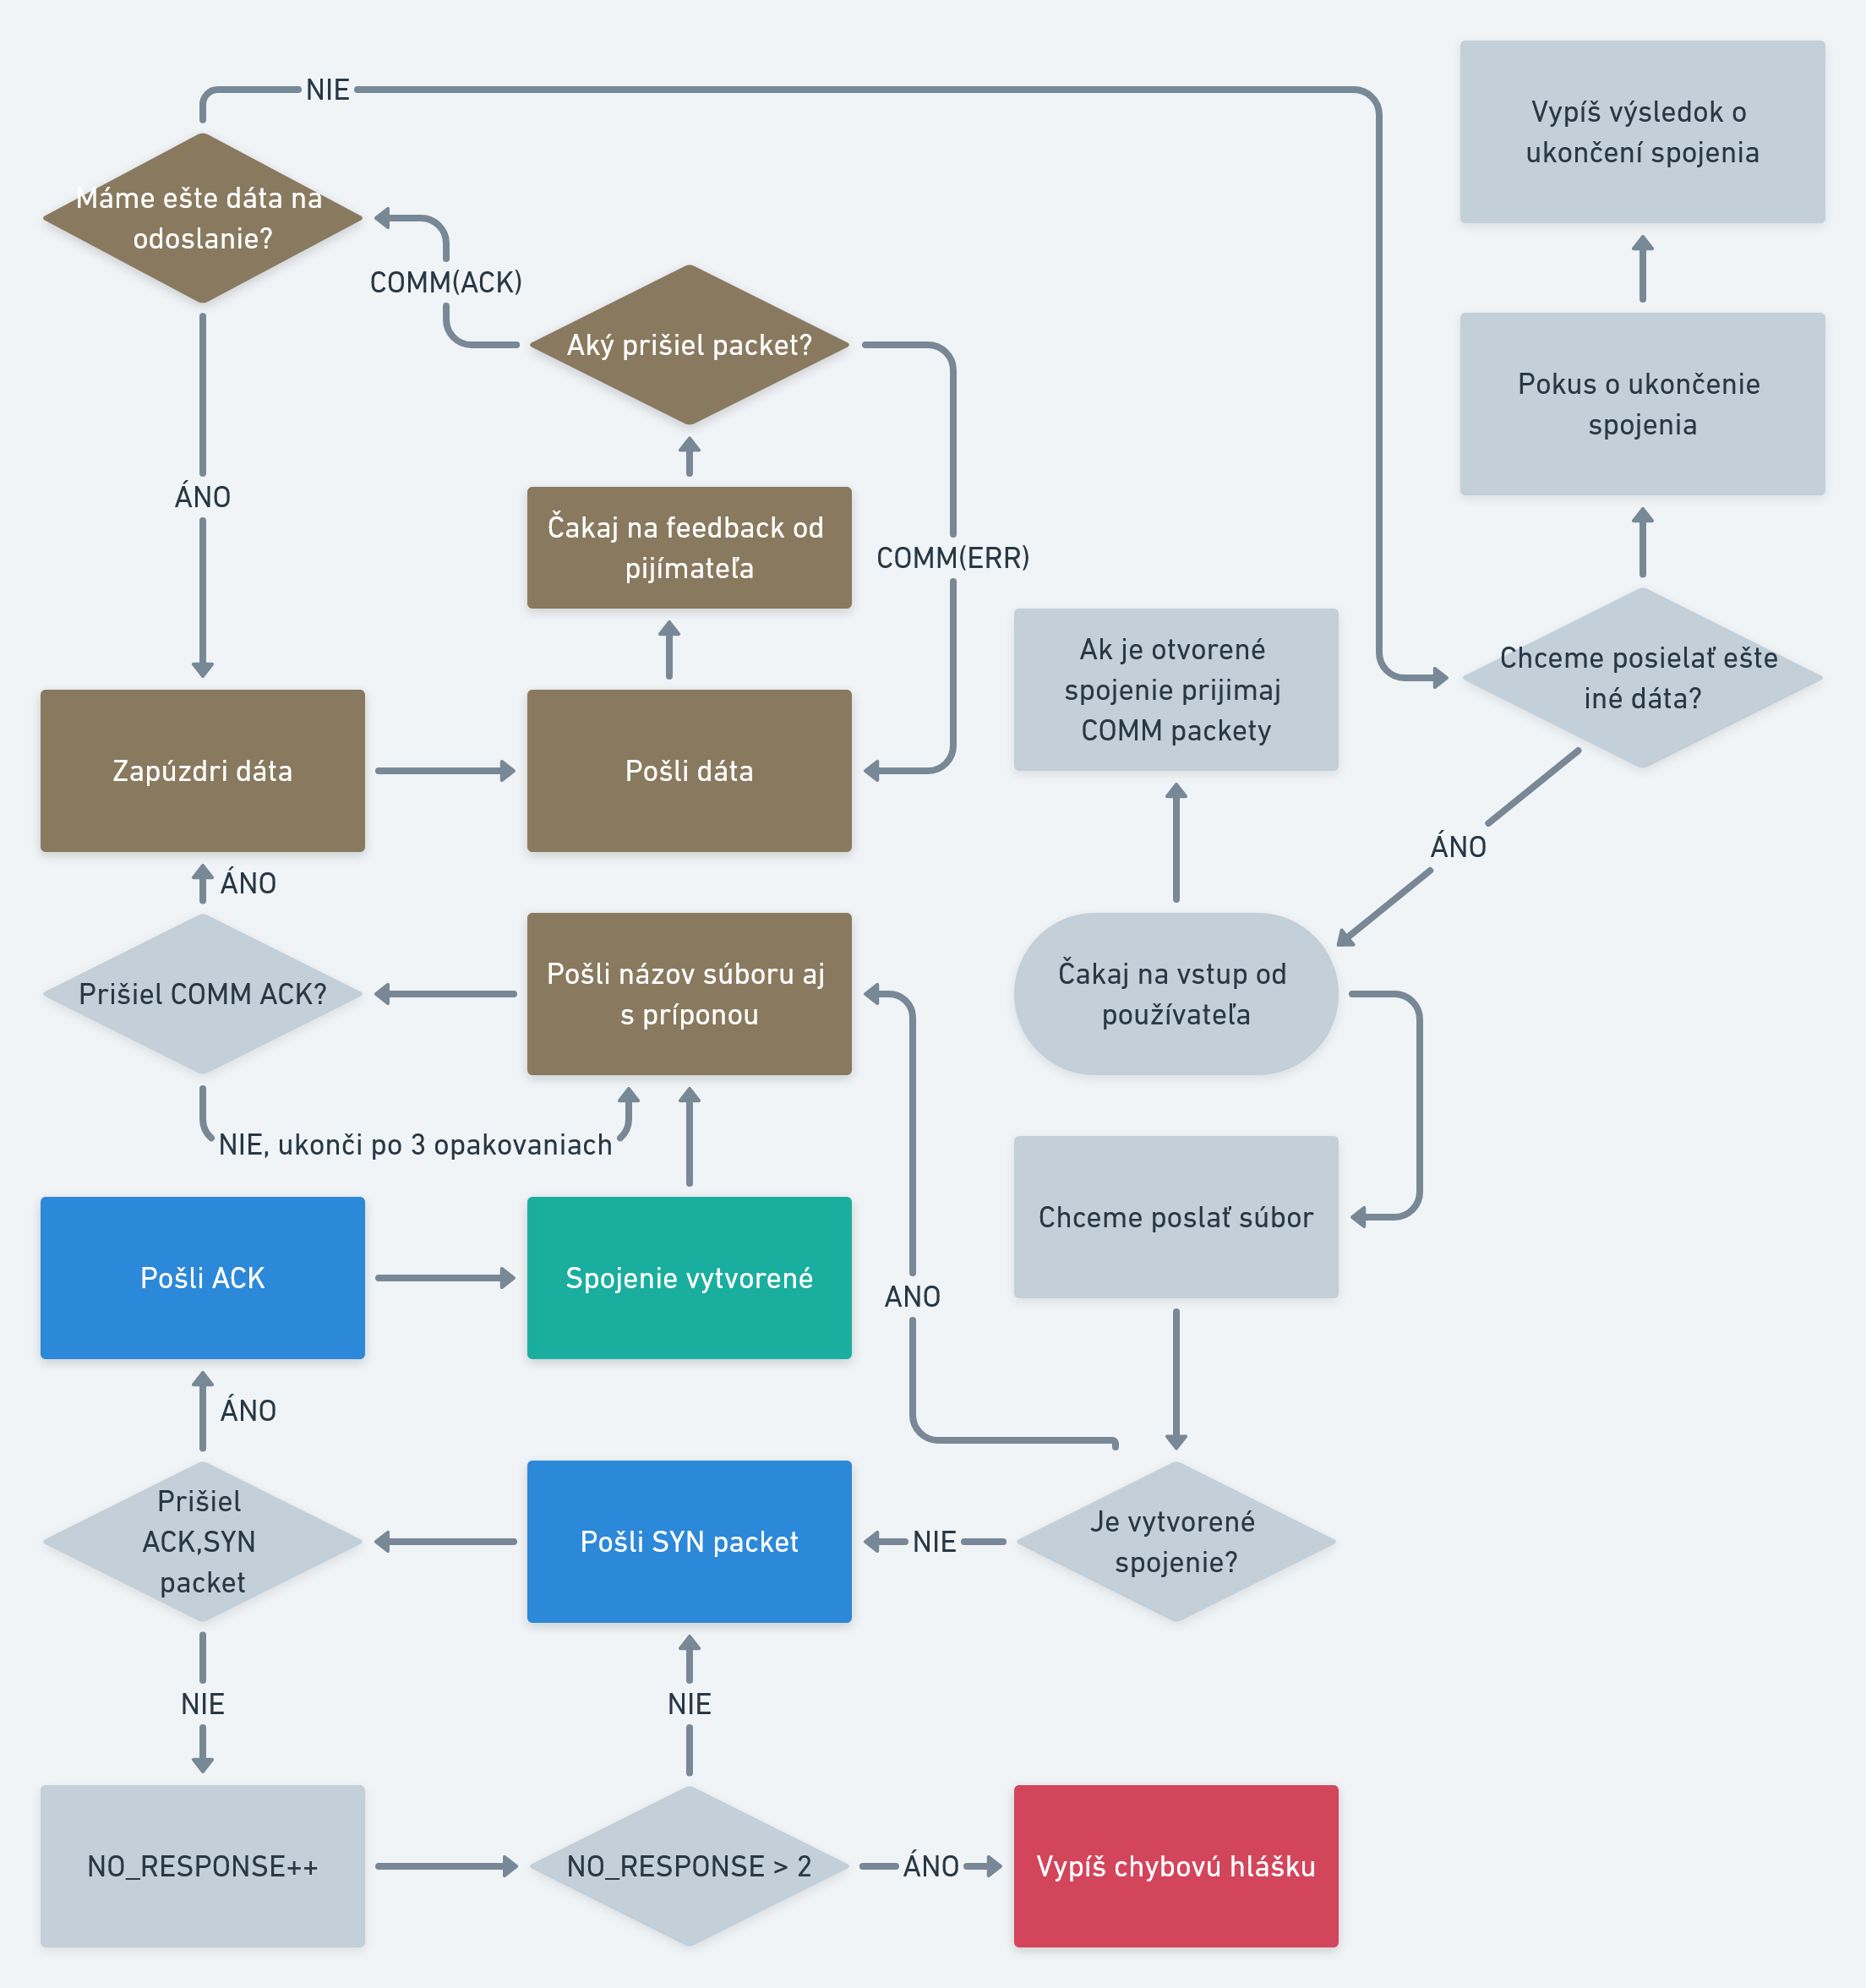 NIE
Vypíš výsledok o
ukončení spojenia
Máme ešte dáta na
odoslanie?
COMM(ACK)
Aký prišiel packet?
Pokus o ukončenie
spojenia
ÁNO
Čakaj na feedback od
pijímateľa
COMM(ERR)
Ak je otvorené
spojenie prijimaj
COMM packety
Chceme posielať ešte
iné dáta?
Zapúzdri dáta
Pošli dáta
ÁNO
ÁNO
Prišiel COMM ACK?
Pošli názov súboru aj
s príponou
Čakaj na vstup od
používateľa
NIE, ukonči po 3 opakovaniach
Chceme poslať súbor
Pošli ACK
Spojenie vytvorené
ANO
ÁNO
Prišiel
ACK,SYN
packet
Pošli SYN packet
NIE
Je vytvorené
spojenie?
NIE
NIE
NO_RESPONSE++
NO_RESPONSE > 2
ÁNO
Vypíš chybovú hlášku